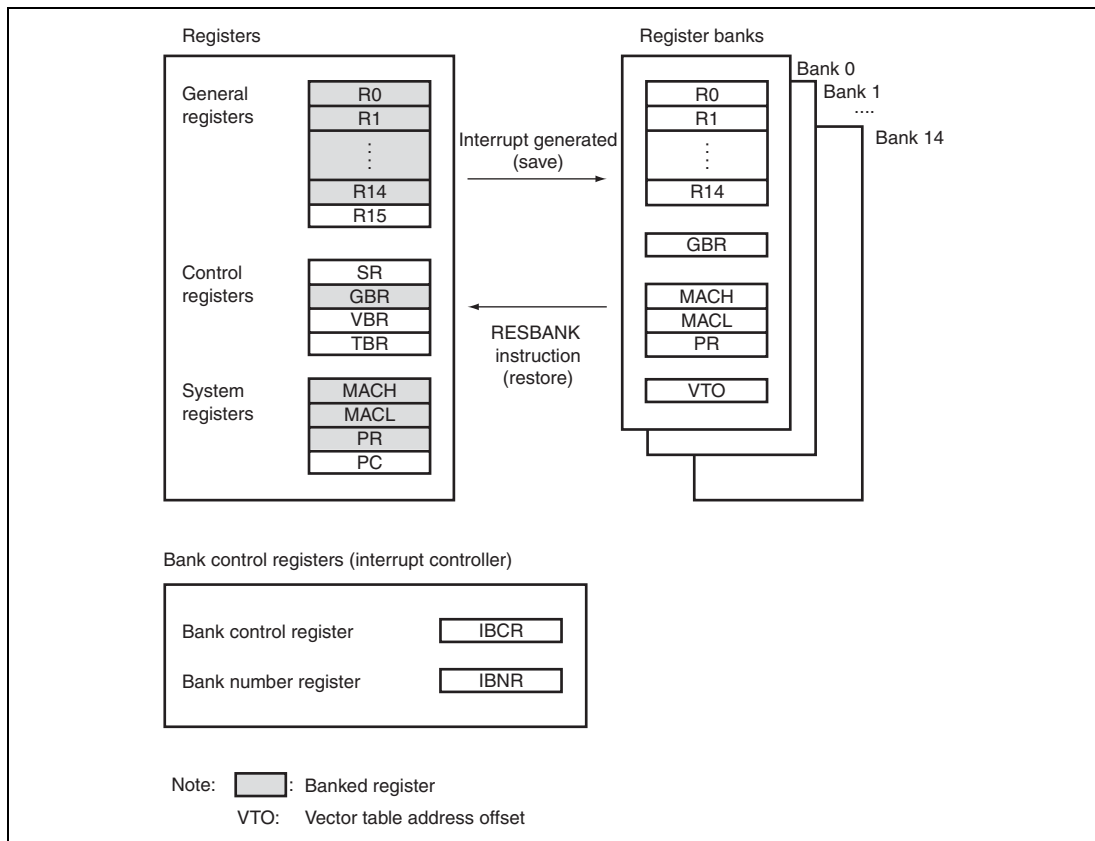 Registers
General
registers
R0
R1
⋮
R14
R15
Control
registers
SR
GBR
VBR
TBR
System
registers
MACH
MACL
PR
PC
Interrupt generated
(save)
RESBANK
instruction
(restore)
Register banks
Bank 0
Bank 1
....
Bank 14
R0
R1
⋮
R14
GBR
MACH
MACL
PR
VTO
Bank control registers (interrupt controller)
Bank control register IBCR
Bank number register IBNR
Note: : Banked register
VTO: Vector table address offset